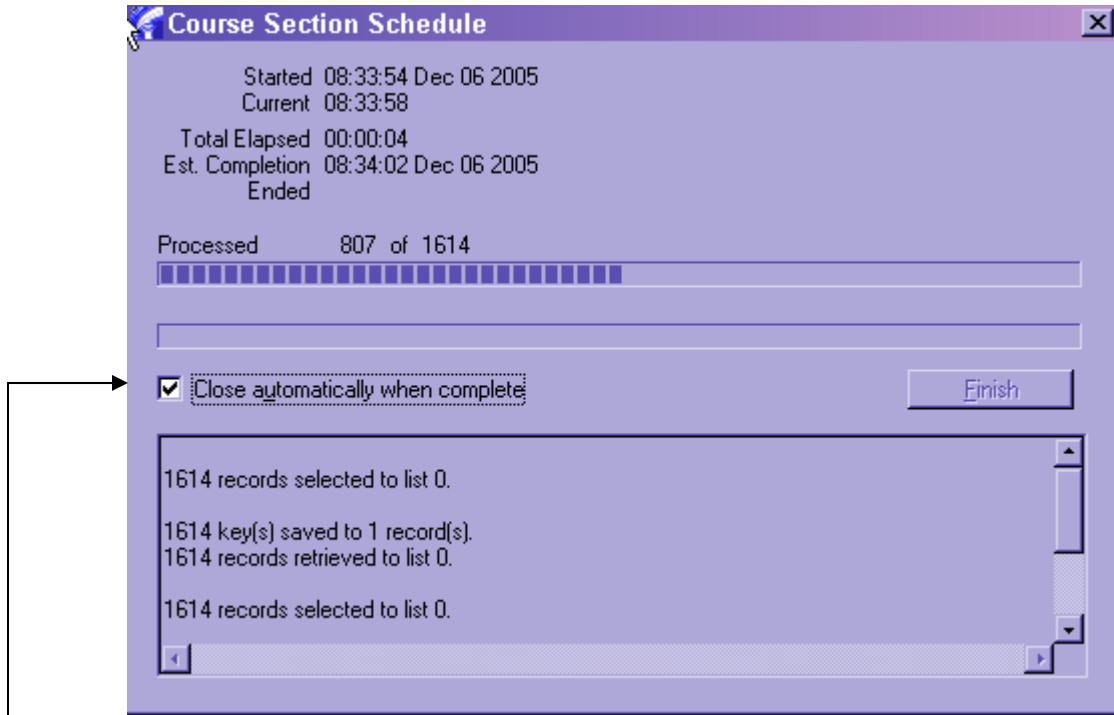 Course Section Schedule
Started 08:33:54 Dec 06 2005
Current 08:33:58
Total Elapsed 00:00:04
Est. Completion 08:34:02 Dec 06 2005
Ended
Processed 807 of 1614
Close automatically when complete
Finish
1614 records selected to list 0.
1614 key(s) saved to 1 record(s).
1614 records retrieved to list 0.
1614 records selected to list 0.